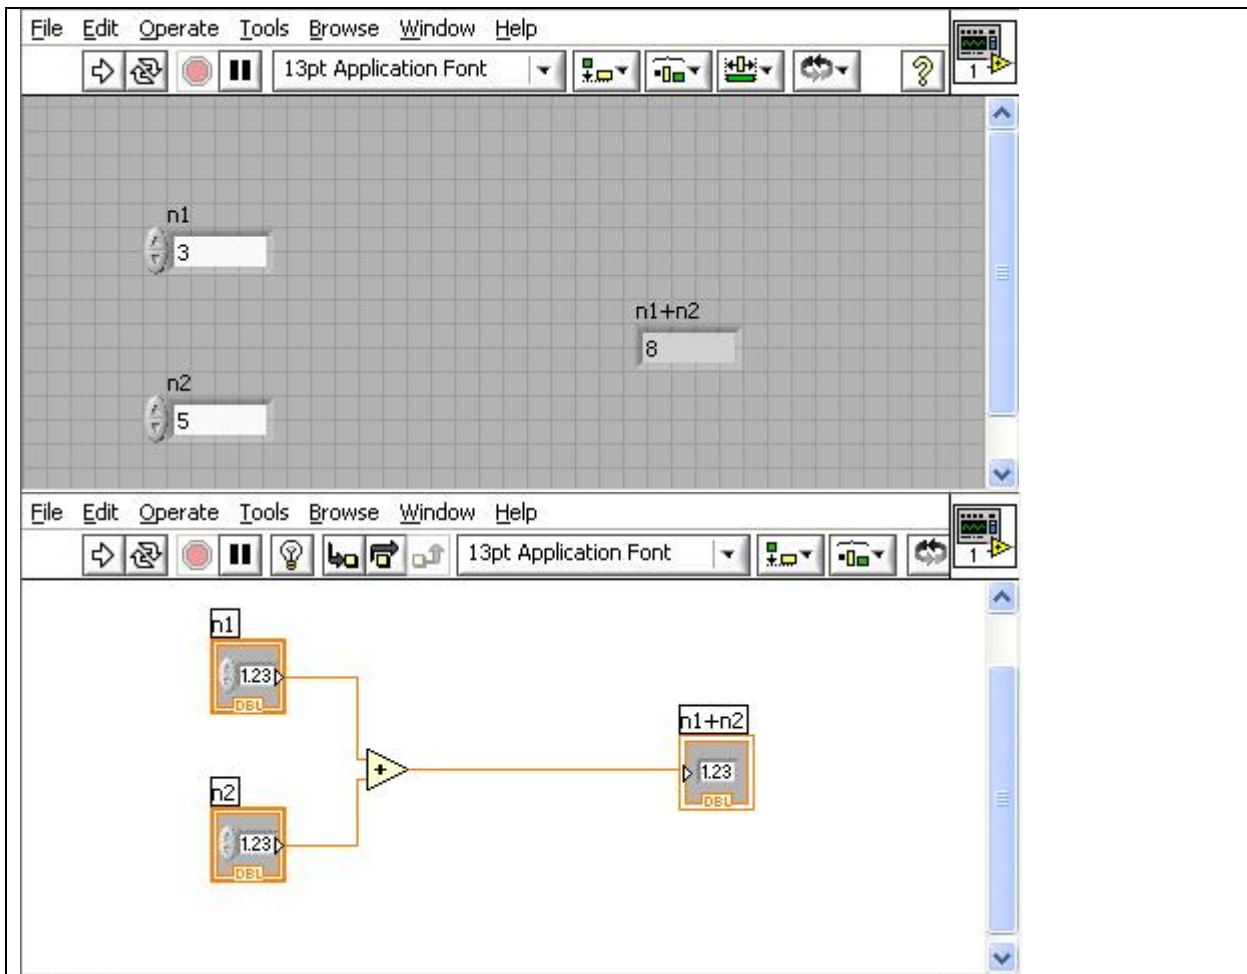 File Edit Operate Tools Browse Window Help
13pt Application Font
?
1
n1
3
n1+n2
8
n2
5
File Edit Operate Tools Browse Window Help
13pt Application Font
1
n1
1.23
DBL
+
n1+n2
1.23
DBL
n2
1.23
DBL